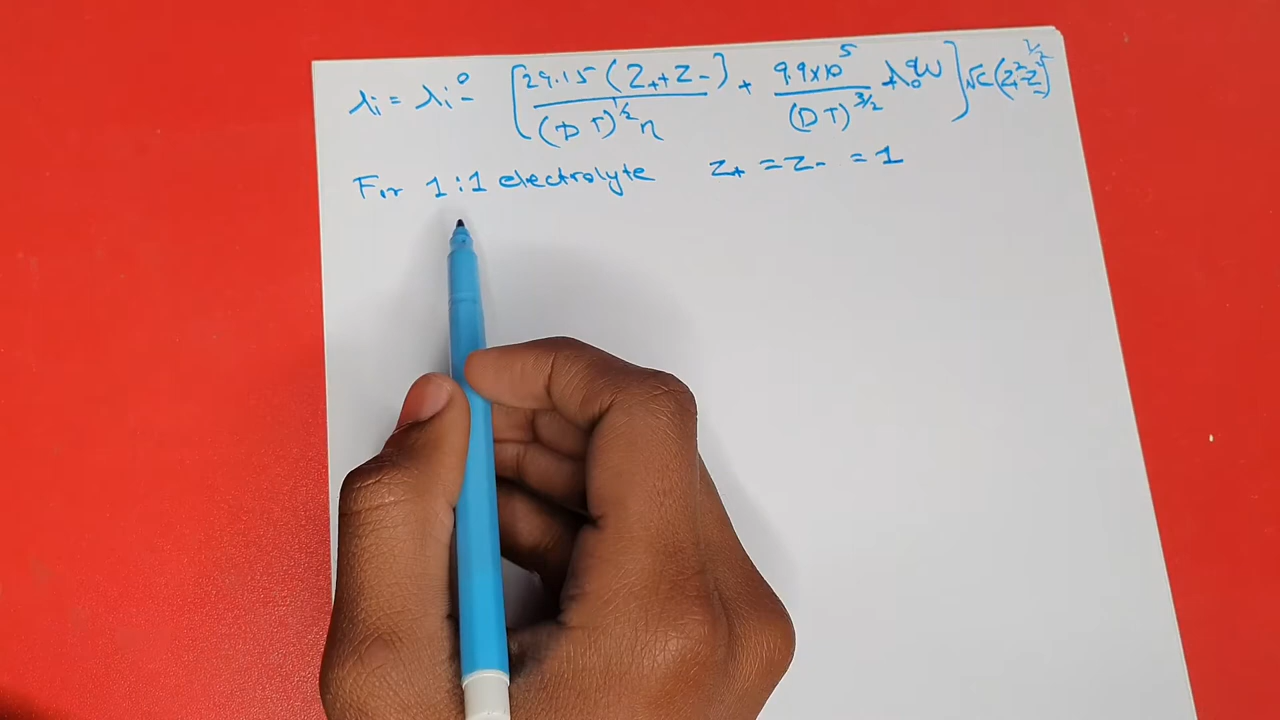 λi = λi° - [29.15 (Z₊+Z₋) / (DT)^1/2 η + 9.9×10^5 / (DT)^3/2 λ₀ω] √C (Z₊² Z₋²)^1/2
For 1:1 electrolyte Z₊ = Z₋ = 1